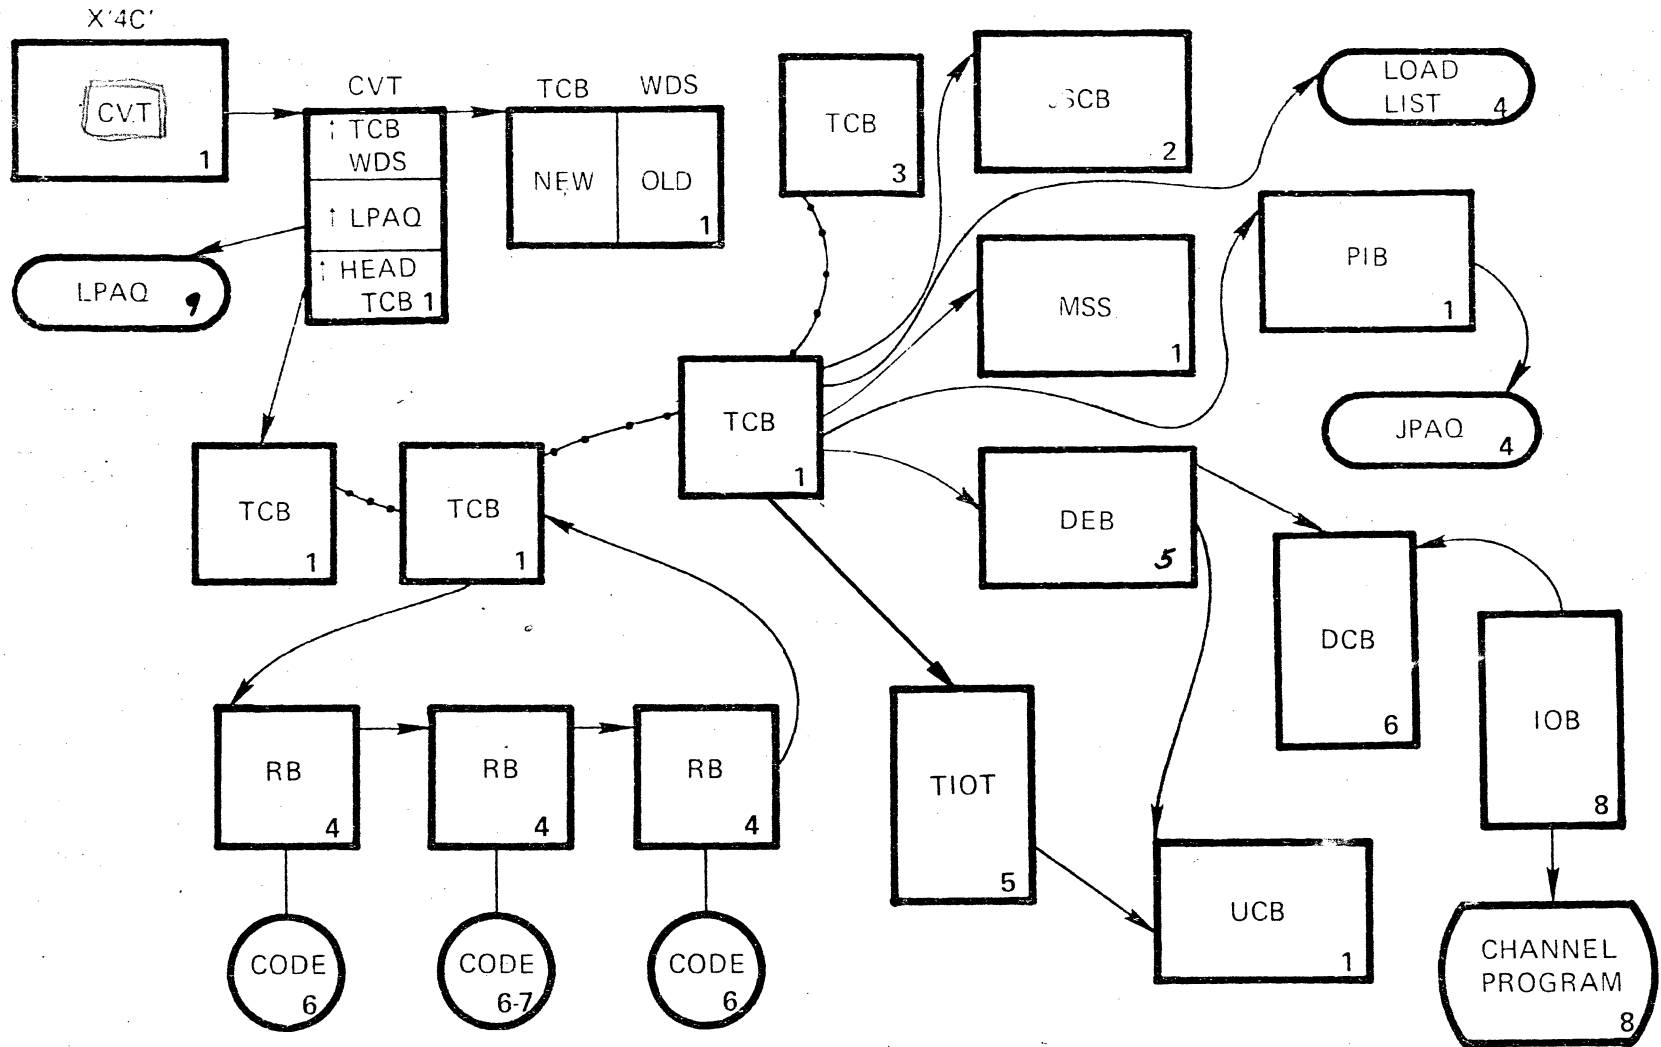 X'4C'
CVT
1
CVT
↑ TCB
WDS
↑ LPAQ
↑ HEAD
TCB 1
TCB WDS
NEW OLD
1
LPAQ 9
TCB
3
SCB
2
LOAD
LIST 4
MSS
1
PIB
1
JPAQ 4
TCB
1
TCB
1
TCB
1
DEB
5
DCB
6
IOB
8
RB
4
RB
4
RB
4
TIOT
5
UCB
1
CODE
6
CODE
6-7
CODE
6
CHANNEL
PROGRAM
8